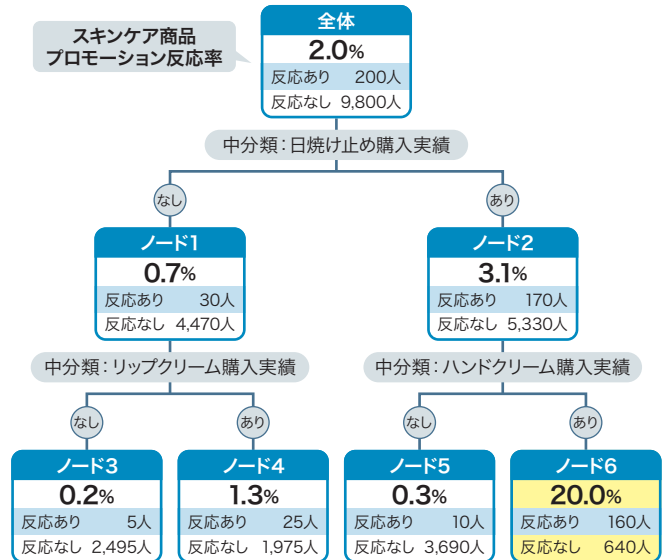 スキンケア商品
プロモーション反応率
全体
2.0%
反応あり 200人
反応なし 9,800人
中分類：日焼け止め購入実績
なし
あり
ノード1
0.7%
反応あり 30人
反応なし 4,470人
ノード2
3.1%
反応あり 170人
反応なし 5,330人
中分類：リップクリーム購入実績
中分類：ハンドクリーム購入実績
なし
あり
なし
あり
ノード3
0.2%
反応あり 5人
反応なし 2,495人
ノード4
1.3%
反応あり 25人
反応なし 1,975人
ノード5
0.3%
反応あり 10人
反応なし 3,690人
ノード6
20.0%
反応あり 160人
反応なし 640人